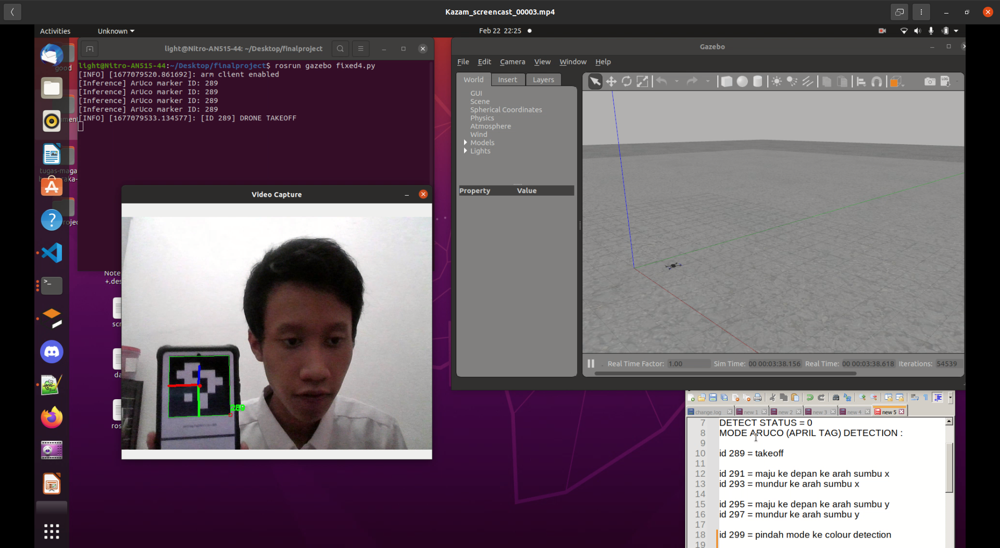 Kazam_screencast_00003.mp4
Activities
Unknown
Feb 22 22:25
light@Nitro-AN515-44: ~/Desktop/finalproject
light@Nitro-AN515-44:~/Desktop/finalproject$ rosrun gazebo fixed4.py
[INFO] [1677079520.861692]: arm client enabled
[Inference] ArUco marker ID: 289
[Inference] ArUco marker ID: 289
[Inference] ArUco marker ID: 289
[Inference] ArUco marker ID: 289
[INFO] [1677079533.134577]: [ID 289] DRONE TAKEOFF
good
tugas-maga
Note
+.des
scr
da
ros
Video Capture
289
Gazebo
File Edit Camera View Window Help
World Insert Layers
GUI
Scene
Spherical Coordinates
Physics
Atmosphere
Wind
Models
Lights
Property Value
LOG
Real Time Factor: 1.00 Sim Time: 00 00:03:38.156 Real Time: 00 00:03:38.618 Iterations: 54539
change.log new 1 new 2 new 3 new 4 new 5
7 DETECT STATUS = 0
8 MODE ARUCO (APRIL TAG) DETECTION :
9
10 id 289 = takeoff
11
12 id 291 = maju ke depan ke arah sumbu x
13 id 293 = mundur ke arah sumbu x
14
15 id 295 = maju ke depan ke arah sumbu y
16 id 297 = mundur ke arah sumbu y
17
18 id 299 = pindah mode ke colour detection
19